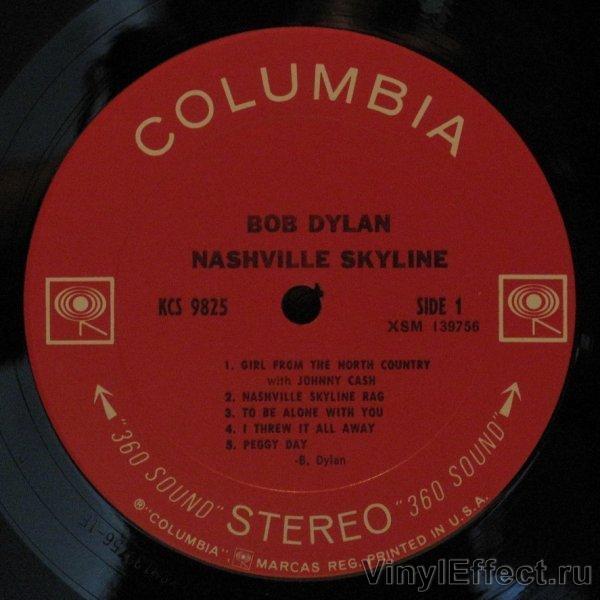 COLUMBIA
BOB DYLAN
NASHVILLE SKYLINE
KCS 9825
SIDE 1
XSM 139756
1. GIRL FROM THE NORTH COUNTRY
with JOHNNY CASH
2. NASHVILLE SKYLINE RAG
3. TO BE ALONE WITH YOU
4. I THREW IT ALL AWAY
5. PEGGY DAY
-B. Dylan
"360 SOUND" STEREO "360 SOUND"
® "COLUMBIA", MARCAS REG. PRINTED IN U.S.A.
VinylEffect.ru